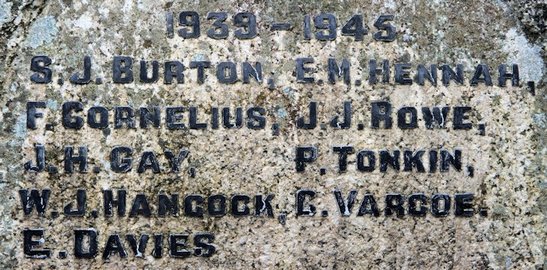 1939-1945
S.J.BURTON, E.M.HENNAH,
F.CORNELIUS, J.J.ROWE,
J.H.GAY, P.TONKIN,
W.J.HANCOCK, C.VARCOE.
E.DAVIES